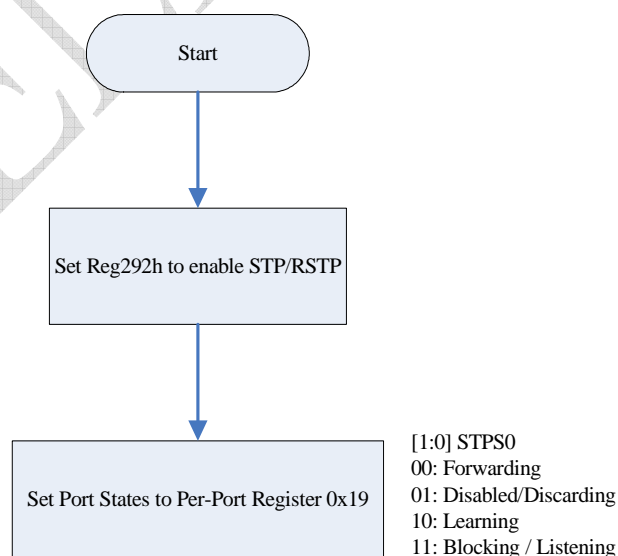 Start
Set Reg292h to enable STP/RSTP
Set Port States to Per-Port Register 0x19
[1:0] STPS0
00: Forwarding
01: Disabled/Discarding
10: Learning
11: Blocking / Listening